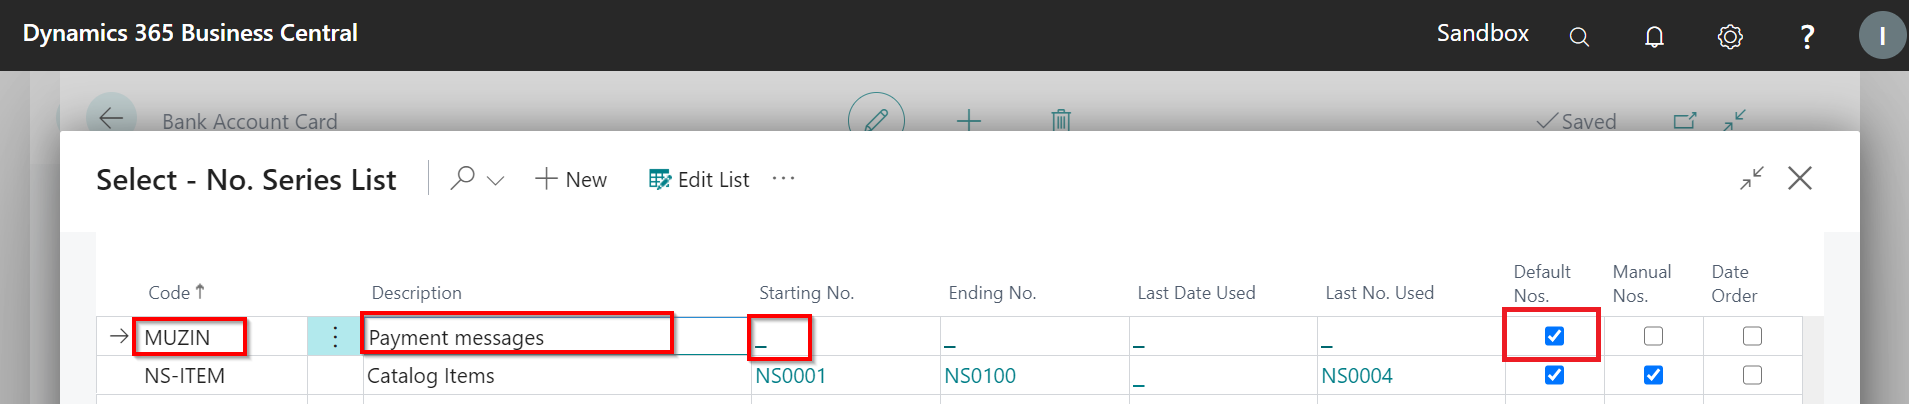 Dynamics 365 Business Central Sandbox ? I
Bank Account Card Saved
Select - No. Series List New Edit List ...
Code ↑ Description Starting No. Ending No. Last Date Used Last No. Used Default Nos. Manual Nos. Date Order
→ MUZIN Payment messages _ _ _ _
NS-ITEM Catalog Items NS0001 NS0100 _ NS0004